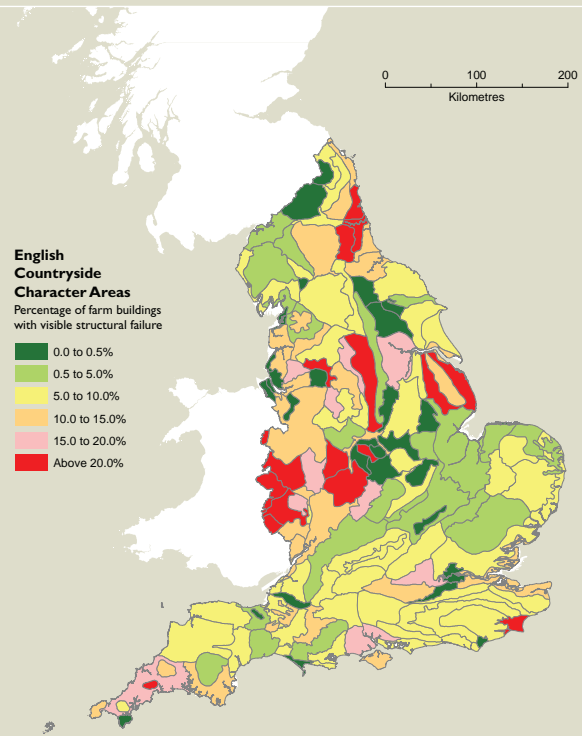 0 100 200
Kilometres
English
Countryside
Character Areas
Percentage of farm buildings
with visible structural failure
0.0 to 0.5%
0.5 to 5.0%
5.0 to 10.0%
10.0 to 15.0%
15.0 to 20.0%
Above 20.0%